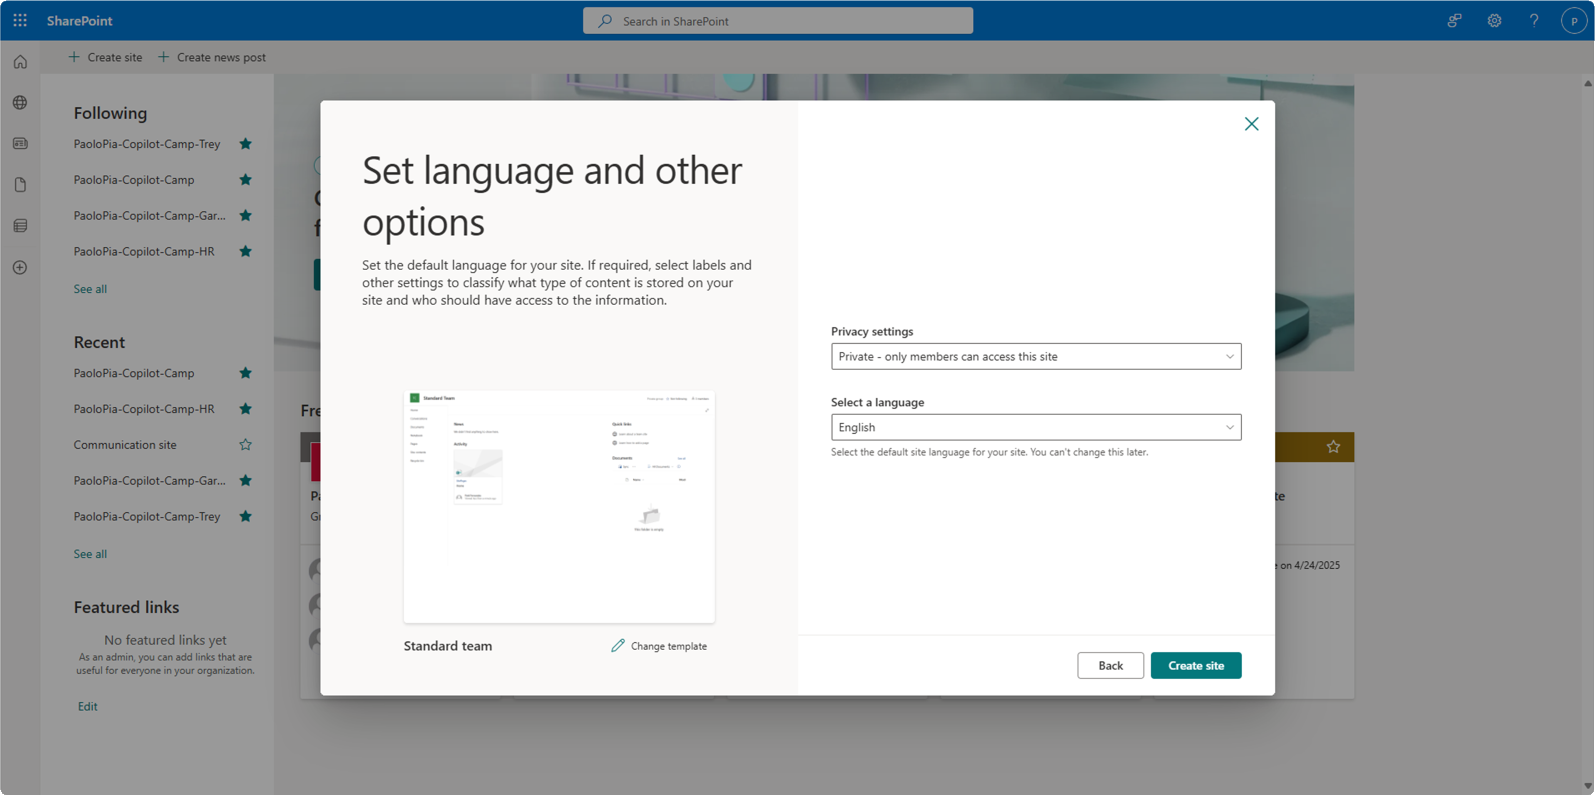 SharePoint
Search in SharePoint
P
Create site
Create news post
Following
PaoloPia-Copilot-Camp-Trey
PaoloPia-Copilot-Camp
PaoloPia-Copilot-Camp-Gar...
PaoloPia-Copilot-Camp-HR
See all
Recent
PaoloPia-Copilot-Camp
PaoloPia-Copilot-Camp-HR
Communication site
PaoloPia-Copilot-Camp-Gar...
PaoloPia-Copilot-Camp-Trey
See all
Featured links
No featured links yet
As an admin, you can add links that are
useful for everyone in your organization.
Edit
Set language and other
options
Set the default language for your site. If required, select labels and
other settings to classify what type of content is stored on your
site and who should have access to the information.
Standard Team
News
Activity
Quick links
Documents
Standard team
Change template
Privacy settings
Private - only members can access this site
Select a language
English
Select the default site language for your site. You can't change this later.
Back
Create site
on 4/24/2025